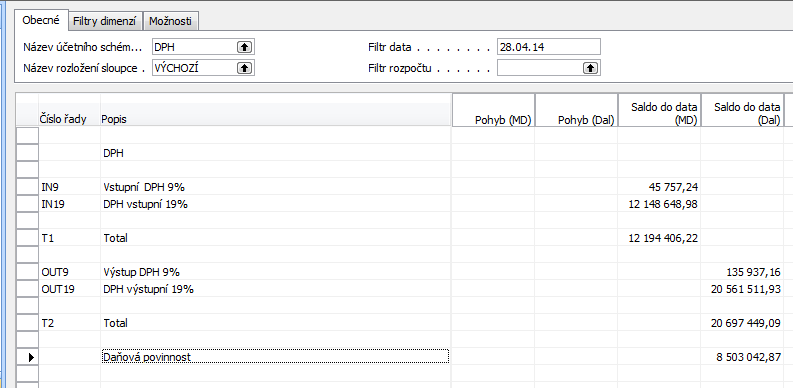 Obecné Filtry dimenzí Možnosti
Název účetního schém... DPH Filtr data . . . . . . . . 28.04.14
Název rozložení sloupce . VÝCHOZÍ Filtr rozpočtu . . . . . .
Číslo řady Popis Pohyb (MD) Pohyb (Dal) Saldo do data (MD) Saldo do data (Dal)
DPH
IN9 Vstupní DPH 9% 45 757,24
IN19 DPH vstupní 19% 12 148 648,98
T1 Total 12 194 406,22
OUT9 Výstup DPH 9% 135 937,16
OUT19 DPH výstupní 19% 20 561 511,93
T2 Total 20 697 449,09
Daňová povinnost 8 503 042,87